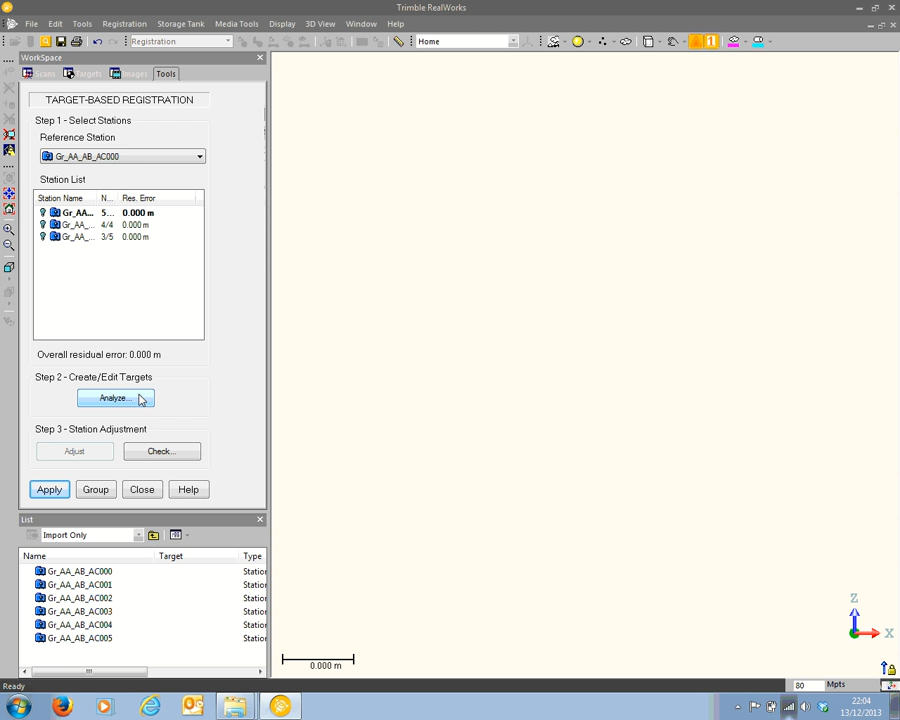 Trimble RealWorks
File Edit Tools Registration Storage Tank Media Tools Display 3D View Window Help
Registration Home 1
WorkSpace
Scans Targets Images Tools
TARGET-BASED REGISTRATION
Step 1 - Select Stations
Reference Station
Gr_AA_AB_AC000
Station List
Station Name N... Res. Error
Gr_AA... 5... 0.000 m
Gr_AA_... 4/4 0.000 m
Gr_AA_... 3/5 0.000 m
Overall residual error: 0.000 m
Step 2 - Create/Edit Targets
Analyze...
Step 3 - Station Adjustment
Adjust Check...
Apply Group Close Help
List
Import Only
Name Target Type
Gr_AA_AB_AC000 Station
Gr_AA_AB_AC001 Station
Gr_AA_AB_AC002 Station
Gr_AA_AB_AC003 Station
Gr_AA_AB_AC004 Station
Gr_AA_AB_AC005 Station
Z
X
0.000 m
Ready 80 Mpts
22:04
13/12/2013